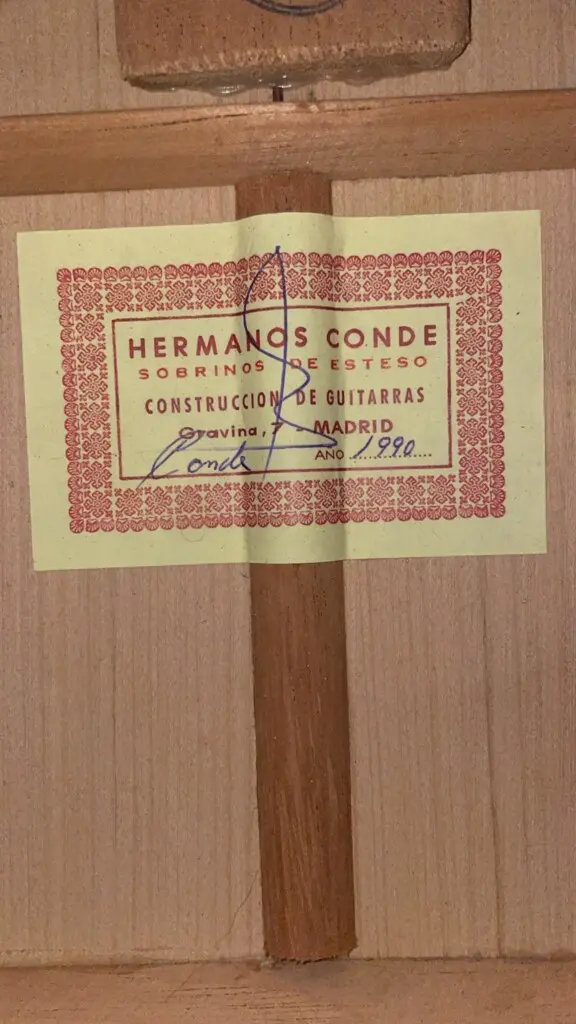 HERMANOS CONDE
SOBRINOS DE ESTESO
CONSTRUCCION DE GUITARRAS
Gravina, 7 - MADRID
Conde AÑO 1990